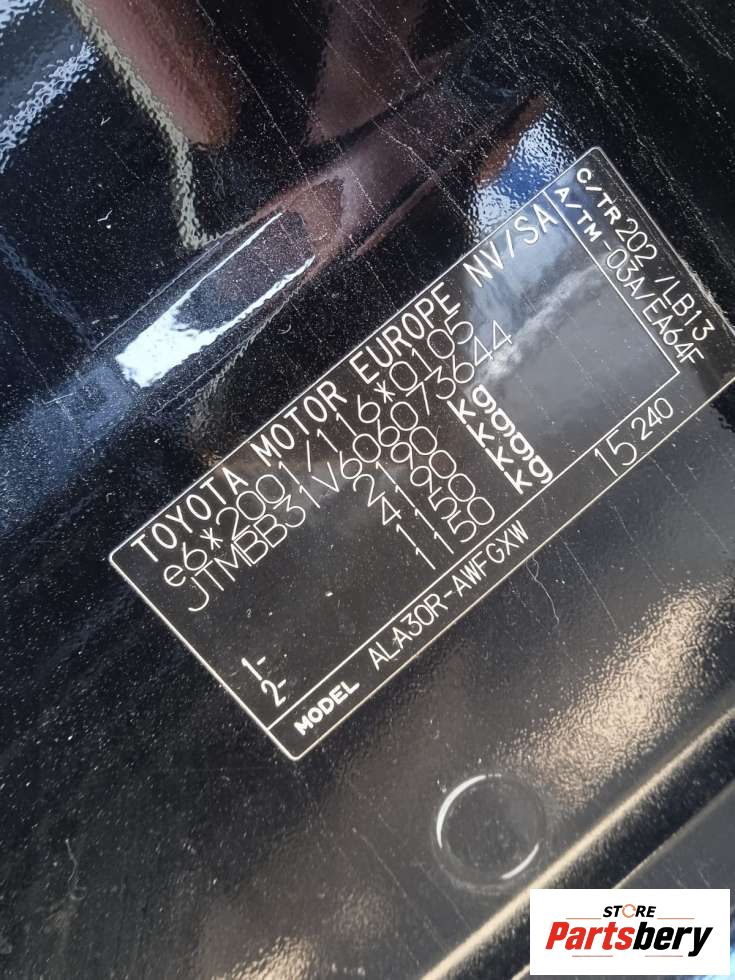 TOYOTA MOTOR EUROPE NV/SA
e6*2001/116*0105
JTMBB31V606073644
2190 kg
4190 kg
1- 1150 kg
2- 1150 kg
C/TR 202 /LB13
A/TM -03A/EA64F
MODEL ALA30R-AWFGXW 15 240
STORE
Partsbery